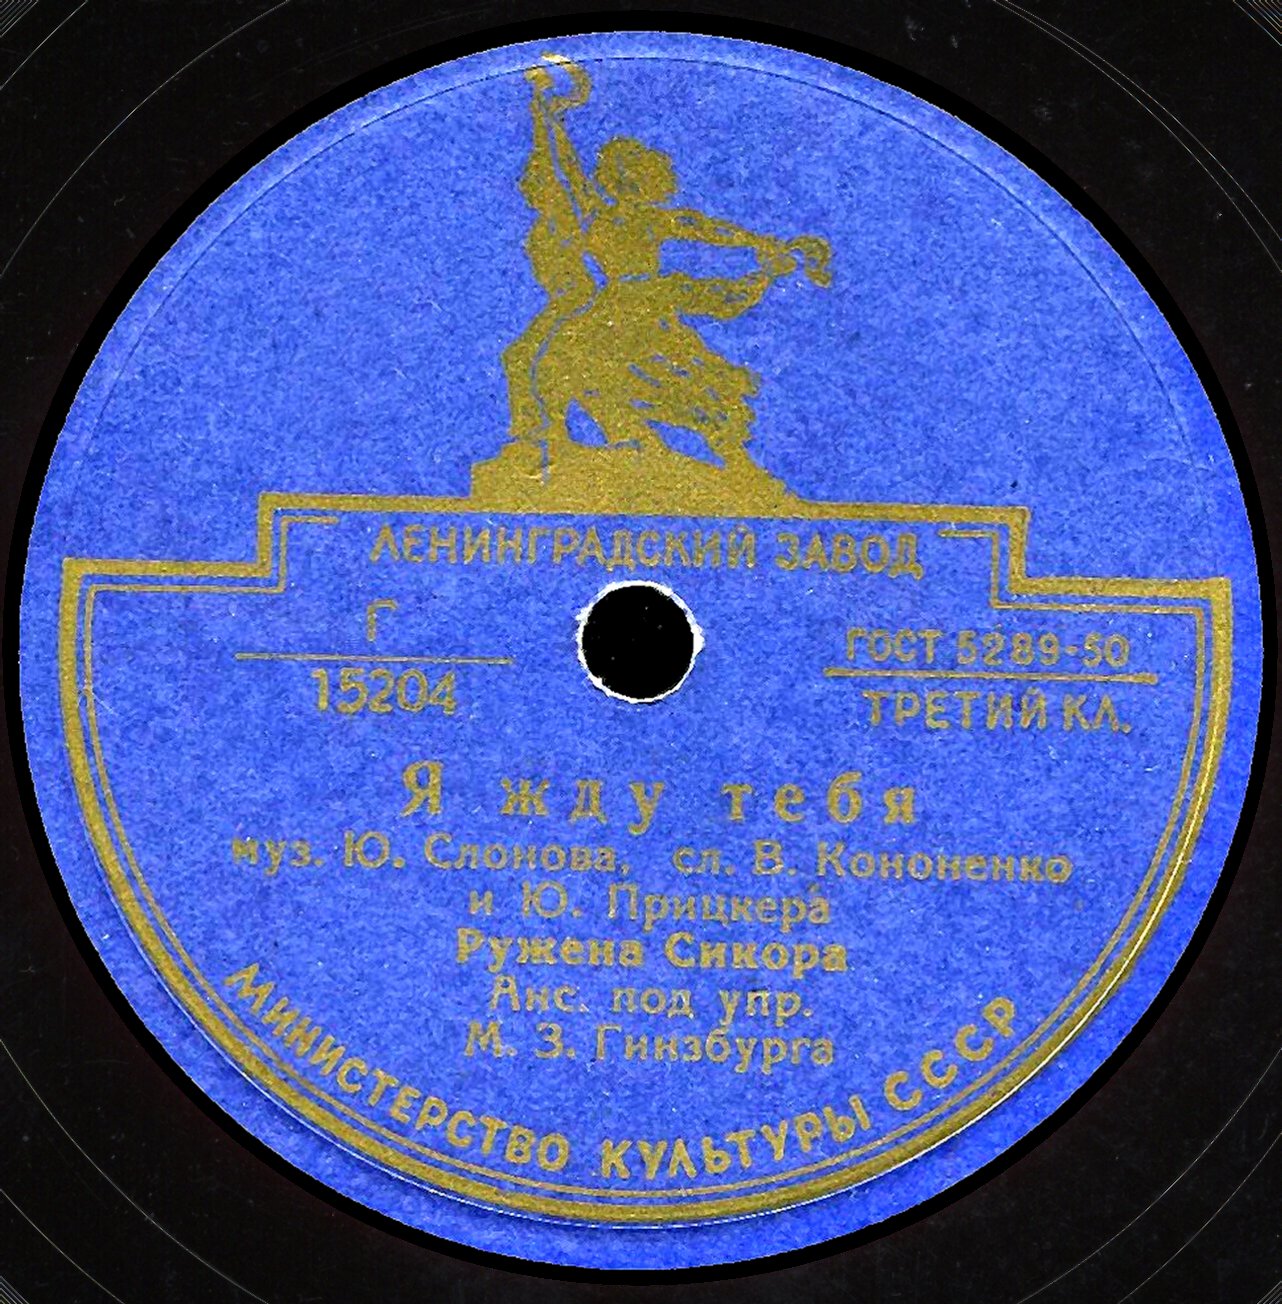 ЛЕНИНГРАДСКИЙ ЗАВОД
Г
15204
ГОСТ 5289-50
ТРЕТИЙ КЛ.
Я жду тебя
муз. Ю. Слонова, сл. В. Кононенко
и Ю. Прицкера
Ружена Сикора
Анс. под упр.
М. З. Гинзбурга
МИНИСТЕРСТВО КУЛЬТУРЫ СССР